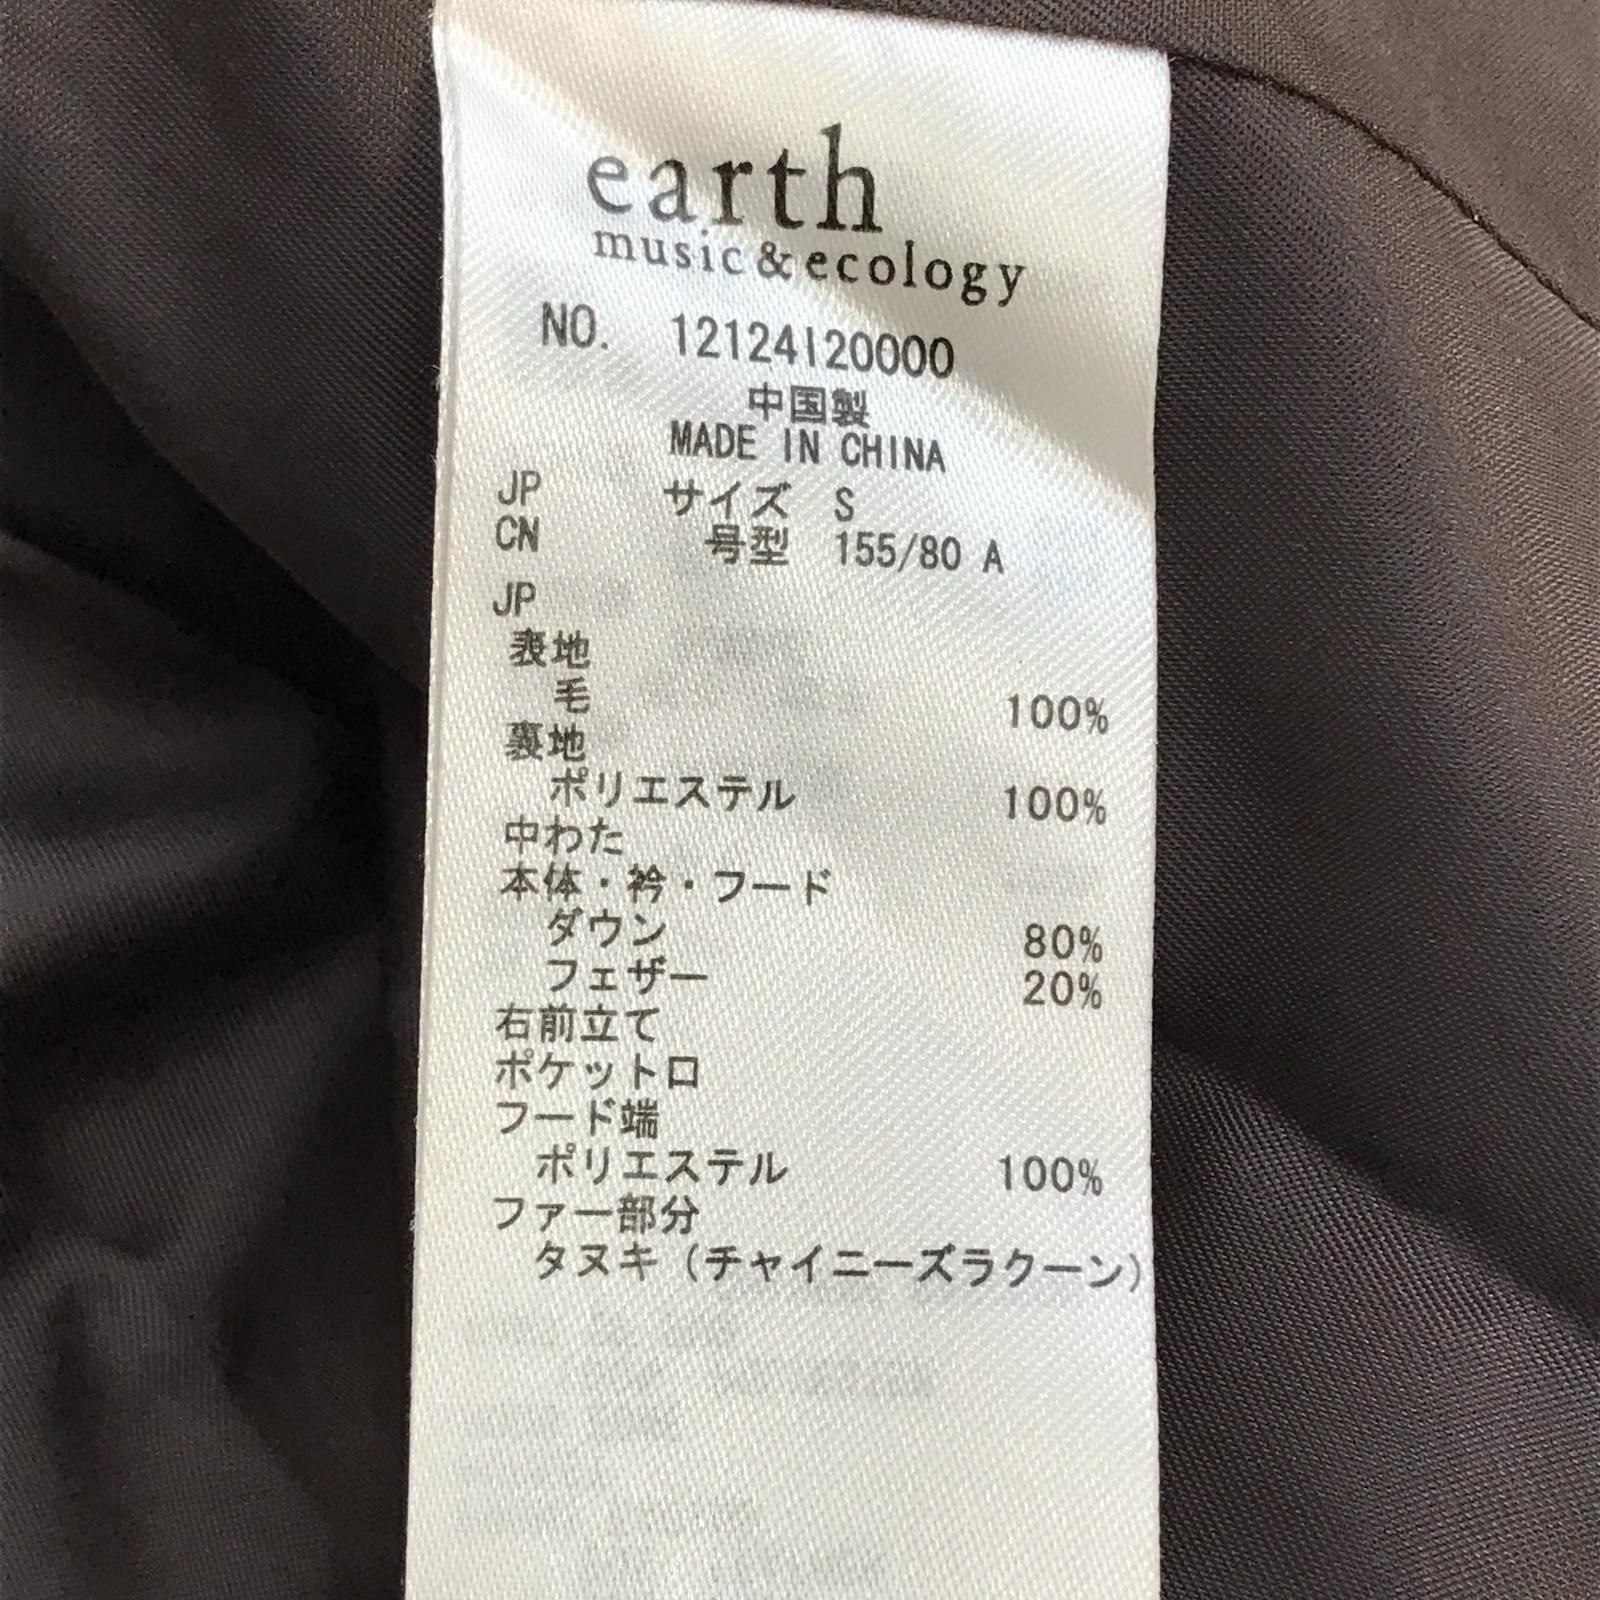 earth
music&ecology
NO. 12124I20000
中国製
MADE IN CHINA
JP サイズ S
CN 号型 155/80 A
JP
表地
毛 100%
裏地
ポリエステル 100%
中わた
本体・衿・フード
ダウン 80%
フェザー 20%
右前立て
ポケット口
フード端
ポリエステル 100%
ファー部分
タヌキ（チャイニーズラクーン）